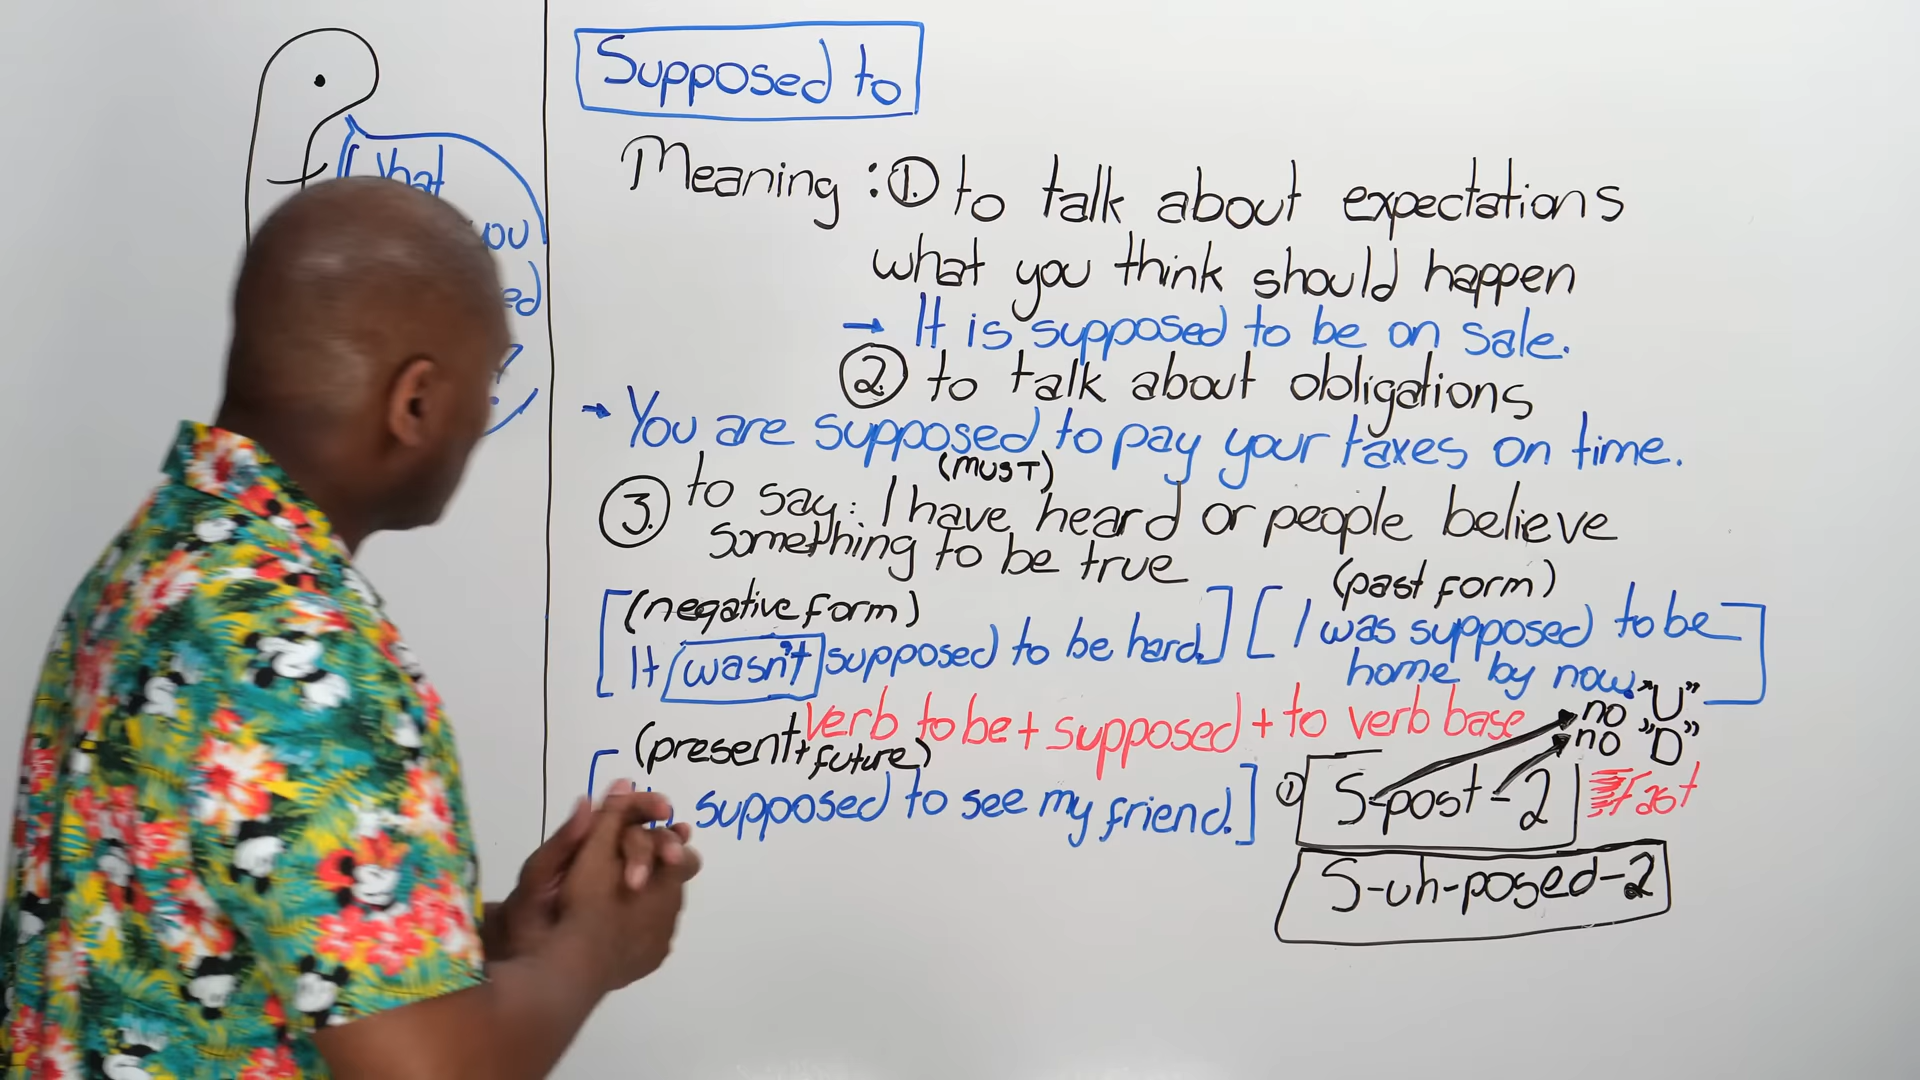 What
you
ed
?
Supposed to
Meaning : 1. to talk about expectations
what you think should happen
→ It is supposed to be on sale.
2. to talk about obligations
→ You are supposed to pay your taxes on time.
(MUST)
3. to say: I have heard or people believe
something to be true
(negative form)
It wasn't supposed to be hard.
(past form)
I was supposed to be
home by now.
verb to be + supposed + to verb base
no "U"
no "D"
(present + future)
supposed to see my friend.
1 S-post-2
Fast
S-uh-posed-2